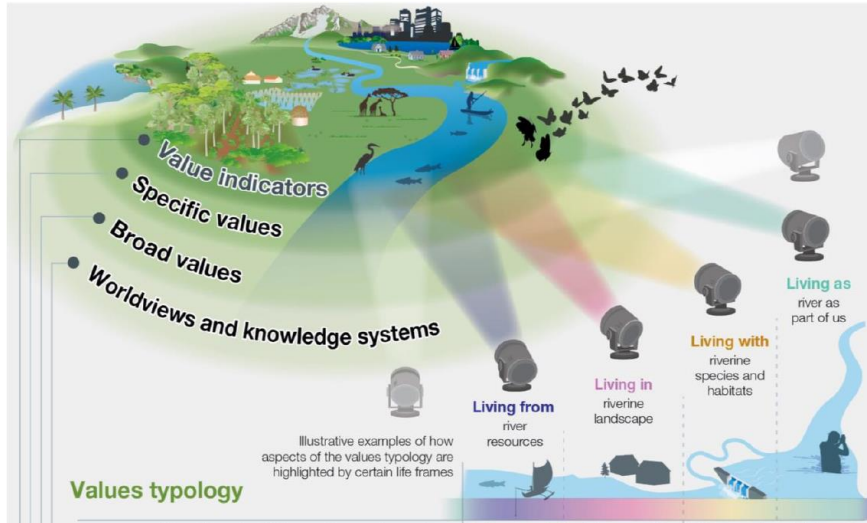 Value indicators
Specific values
Broad values
Worldviews and knowledge systems
Living as
river as
part of us
Living with
riverine
species and
habitats
Living in
riverine
landscape
Living from
river
resources
Illustrative examples of how
aspects of the values typology are
highlighted by certain life frames
Values typology